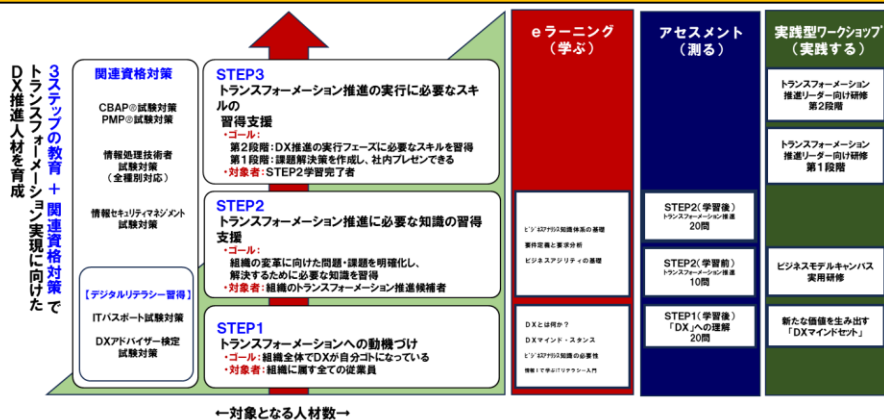 3ステップの教育 + 関連資格対策 で
トランスフォーメーション実現に向けた
DX推進人材を育成
関連資格対策
CBAP®試験対策
PMP®試験対策
情報処理技術者
試験対策
(全種別対応)
情報セキュリティマネジメント
試験対策
【デジタルリテラシー習得】
ITパスポート試験対策
DXアドバイザー検定
試験対策
STEP3
トランスフォーメーション推進の実行に必要なスキ
ルの
習得支援
・ゴール:
第2段階:DX推進の実行フェーズに必要なスキルを習得
第1段階:課題解決策を作成し、社内プレゼンできる
・対象者:STEP2学習完了者
STEP2
トランスフォーメーション推進に必要な知識の習得
支援
・ゴール:
組織の変革に向けた問題・課題を明確化し、
解決するために必要な知識を習得
・対象者:組織のトランスフォーメーション推進候補者
STEP1
トランスフォーメーションへの動機づけ
・ゴール:組織全体でDXが自分ゴトになっている
・対象者:組織に属す全ての従業員
←対象となる人材数→
eラーニング
(学ぶ)
ビジネスアナリシス知識体系の基礎
要件定義と要求分析
ビジネスアジリティの基礎
DXとは何か?
DXマインド・スタンス
ビジネスアナリシス知識の必要性
情報Ⅰで学ぶITリテラシー入門
アセスメント
(測る)
STEP2(学習後)
トランスフォーメーション推進
20問
STEP2(学習前)
トランスフォーメーション推進
10問
STEP1(学習後)
「DX」への理解
20問
実践型ワークショップ
(実践する)
トランスフォーメーション
推進リーダー向け研修
第2段階
トランスフォーメーション
推進リーダー向け研修
第1段階
ビジネスモデルキャンバス
実用研修
新たな価値を生み出す
「DXマインドセット」